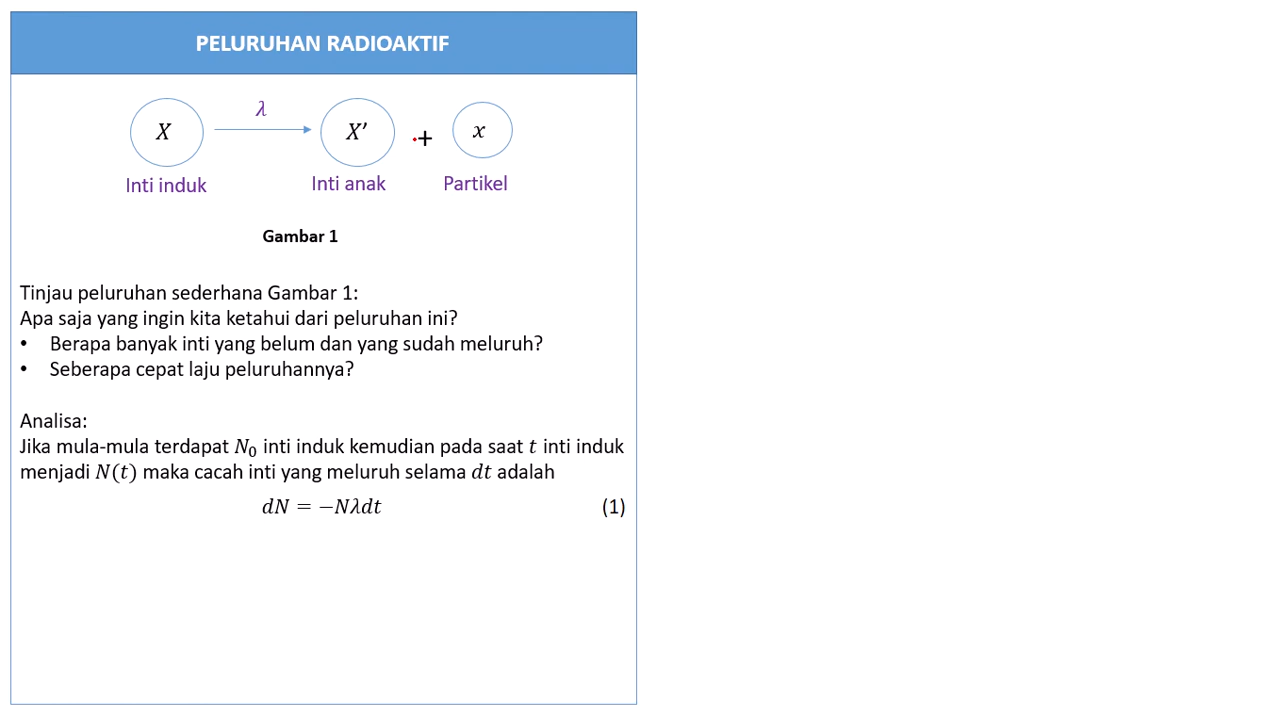 PELURUHAN RADIOAKTIF
λ
X
X′
+
x
Inti induk
Inti anak
Partikel
Gambar 1
Tinjau peluruhan sederhana Gambar 1:
Apa saja yang ingin kita ketahui dari peluruhan ini?
• Berapa banyak inti yang belum dan yang sudah meluruh?
• Seberapa cepat laju peluruhannya?
Analisa:
Jika mula-mula terdapat N₀ inti induk kemudian pada saat t inti induk
menjadi N(t) maka cacah inti yang meluruh selama dt adalah
dN = −Nλdt (1)